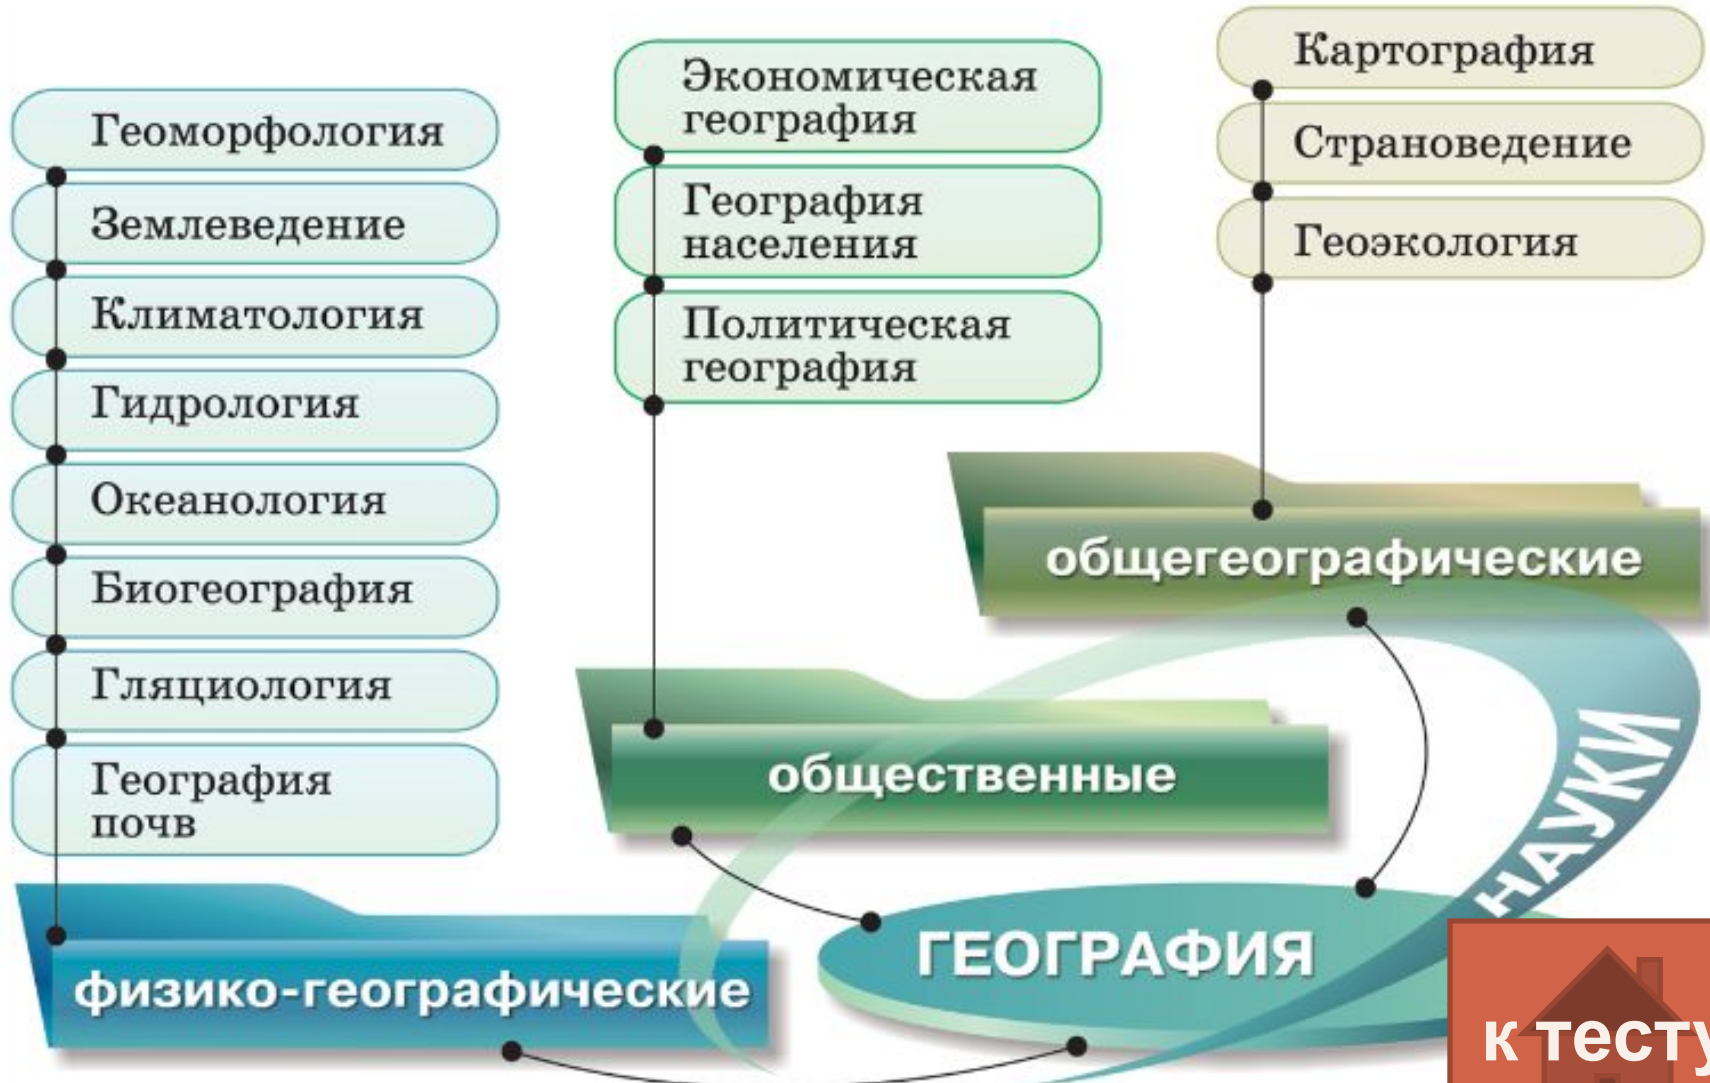 Геоморфология
Землеведение
Климатология
Гидрология
Океанология
Биогеография
Гляциология
География
почв
физико-географические
Экономическая
география
География
населения
Политическая
география
общественные
Картография
Страноведение
Геоэкология
общегеографические
НАУКИ
ГЕОГРАФИЯ
к тесту